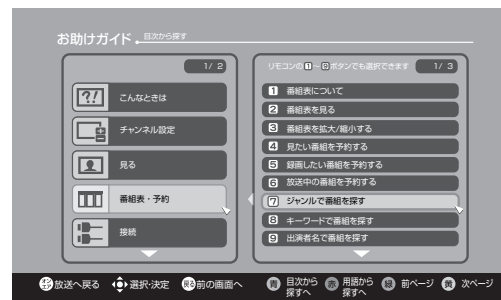 お助けガイド 目次から探す
1/ 2
?!
こんなときは
チャンネル設定
見る
番組表・予約
接続
リモコンの1~9ボタンでも選択できます 1/ 3
1 番組表について
2 番組表を見る
3 番組表を拡大/縮小する
4 見たい番組を予約する
5 録画したい番組を予約する
6 放送中の番組を予約する
7 ジャンルで番組を探す
8 キーワードで番組を探す
9 出演者名で番組を探す
放送へ戻る 選択・決定 戻る 前の画面へ 青 目次から探すへ 赤 用語から探すへ 緑 前ページ 黄 次ページ